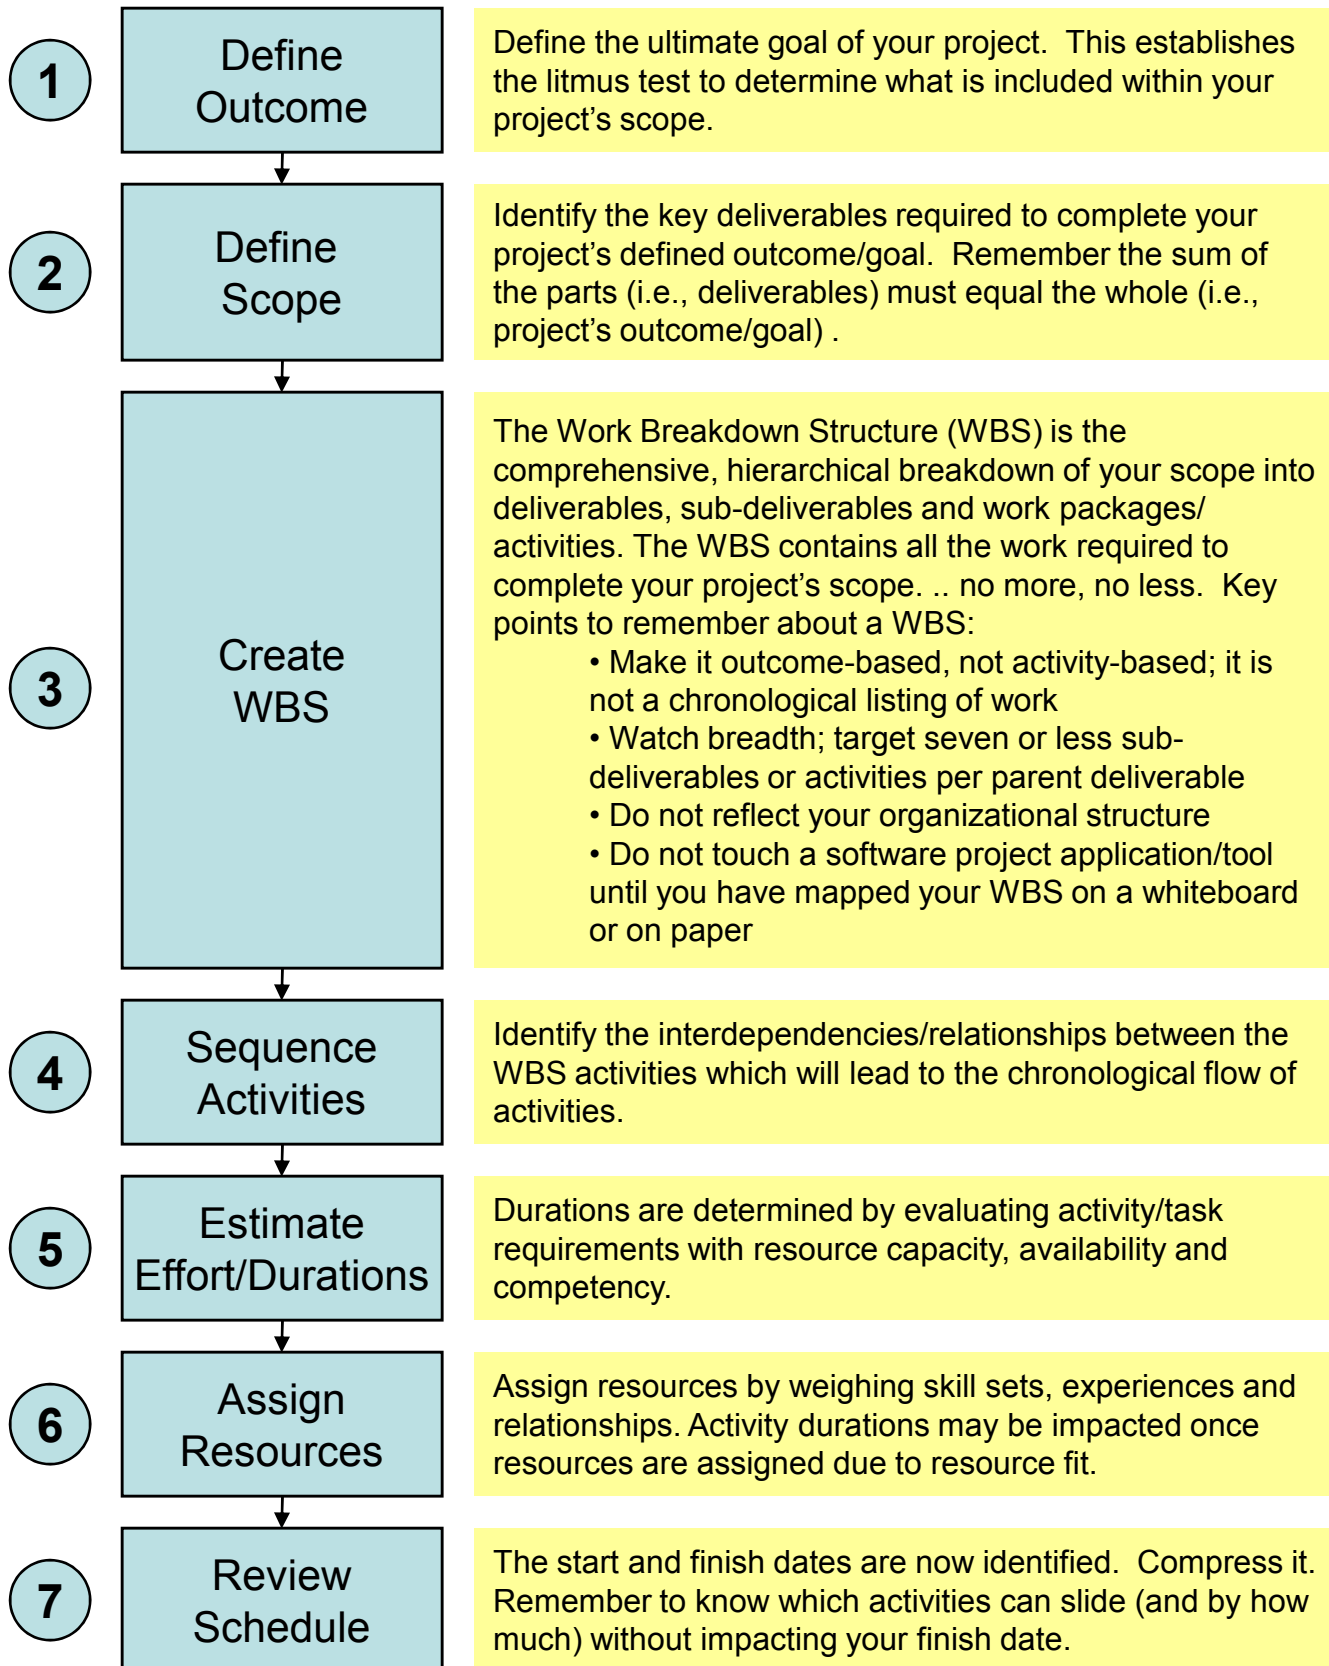 1
Define
Outcome
Define the ultimate goal of your project.  This establishes
the litmus test to determine what is included within your
project’s scope.
2
Define
Scope
Identify the key deliverables required to complete your
project’s defined outcome/goal.  Remember the sum of
the parts (i.e., deliverables) must equal the whole (i.e.,
project’s outcome/goal) .
3
Create
WBS
The Work Breakdown Structure (WBS) is the
comprehensive, hierarchical breakdown of your scope into
deliverables, sub-deliverables and work packages/
activities. The WBS contains all the work required to
complete your project’s scope. .. no more, no less.  Key
points to remember about a WBS:
• Make it outcome-based, not activity-based; it is
not a chronological listing of work
• Watch breadth; target seven or less sub-
deliverables or activities per parent deliverable
• Do not reflect your organizational structure
• Do not touch a software project application/tool
until you have mapped your WBS on a whiteboard
or on paper
4
Sequence
Activities
Identify the interdependencies/relationships between the
WBS activities which will lead to the chronological flow of
activities.
5
Estimate
Effort/Durations
Durations are determined by evaluating activity/task
requirements with resource capacity, availability and
competency.
6
Assign
Resources
Assign resources by weighing skill sets, experiences and
relationships. Activity durations may be impacted once
resources are assigned due to resource fit.
7
Review
Schedule
The start and finish dates are now identified.  Compress it.
Remember to know which activities can slide (and by how
much) without impacting your finish date.